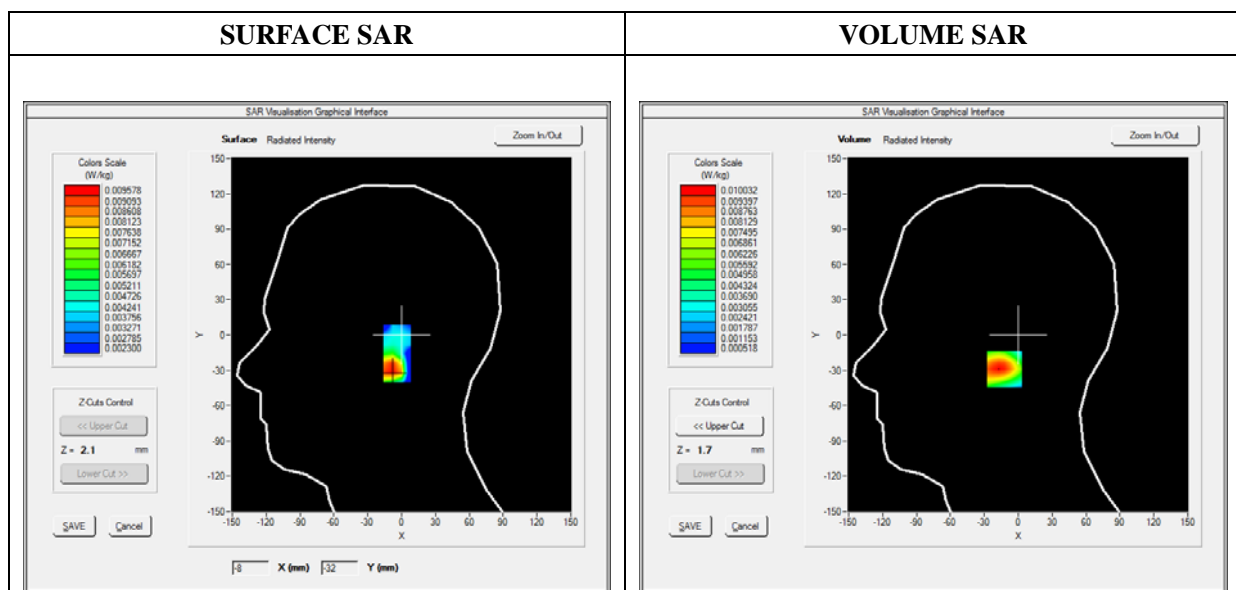 SURFACE SAR
VOLUME SAR
SAR Visualisation Graphical Interface
Surface Radiated Intensity
Zoom In/Out
Colors Scale
(W/kg)
0.009578
0.009093
0.008608
0.008123
0.007638
0.007152
0.006667
0.006182
0.005697
0.005211
0.004726
0.004241
0.003756
0.003271
0.002785
0.002300
Z-Cuts Control
<< Upper Cut
Z = 2.1 mm
Lower Cut >>
SAVE Cancel
150
120
90
60
30
0
-30
-60
-90
-120
-150
Y
-150 -120 -90 -60 -30 0 30 60 90 120 150
X
-8 X (mm) -32 Y (mm)
SAR Visualisation Graphical Interface
Volume Radiated Intensity
Zoom In/Out
Colors Scale
(W/kg)
0.010032
0.009397
0.008763
0.008129
0.007495
0.006861
0.006226
0.005592
0.004958
0.004324
0.003690
0.003055
0.002421
0.001787
0.001153
0.000518
Z-Cuts Control
<< Upper Cut
Z = 1.7 mm
Lower Cut >>
SAVE Cancel
150
120
90
60
30
0
-30
-60
-90
-120
-150
Y
-150 -120 -90 -60 -30 0 30 60 90 120 150
X